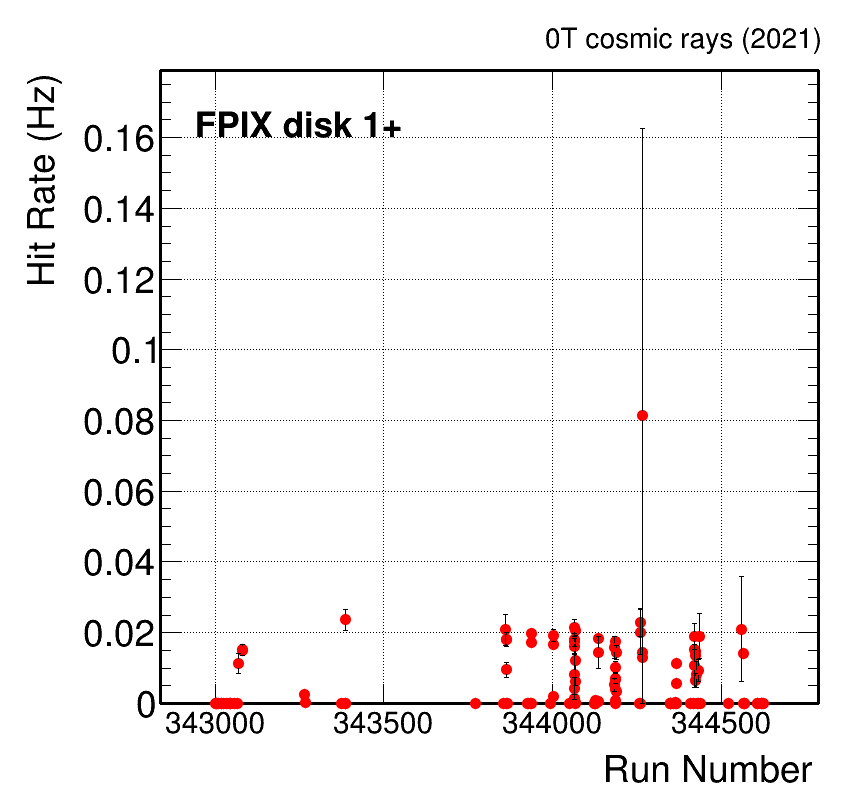 0T cosmic rays (2021)
Hit Rate (Hz)
FPIX disk 1+
0.16
0.14
0.12
0.1
0.08
0.06
0.04
0.02
0
343000 343500 344000 344500
Run Number